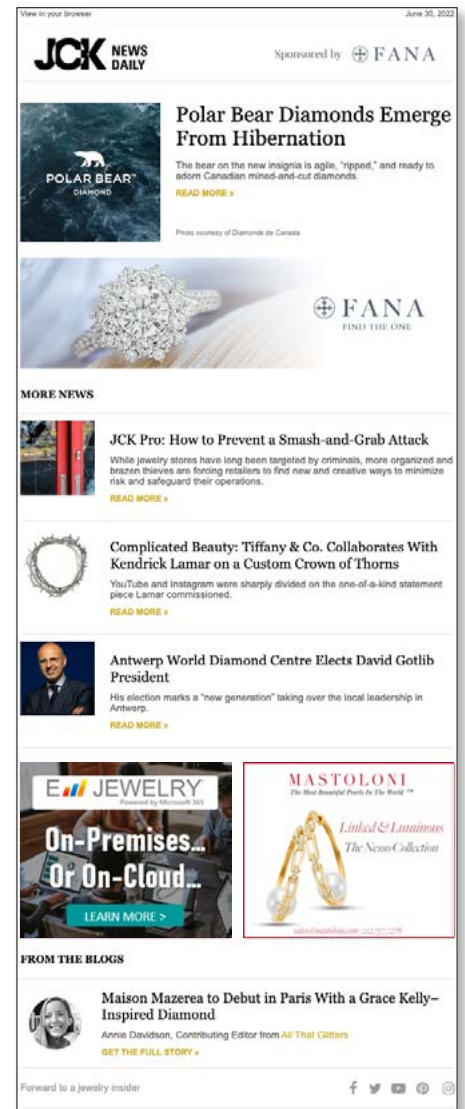 View in your browser
June 30, 2022
JCK NEWS
DAILY
Sponsored by FANA
Polar Bear Diamonds Emerge
From Hibernation
The bear on the new insignia is agile, "ripped," and ready to
adorn Canadian mined-and-cut diamonds.
READ MORE »
POLAR BEAR™
DIAMOND
Photo courtesy of Diamonds de Canada
FANA
FIND THE ONE
MORE NEWS
JCK Pro: How to Prevent a Smash-and-Grab Attack
While jewelry stores have long been targeted by criminals, more organized and
brazen thieves are forcing retailers to find new and creative ways to minimize
risk and safeguard their operations.
READ MORE »
Complicated Beauty: Tiffany & Co. Collaborates With
Kendrick Lamar on a Custom Crown of Thorns
YouTube and Instagram were sharply divided on the one-of-a-kind statement
piece Lamar commissioned.
READ MORE »
Antwerp World Diamond Centre Elects David Gotlib
President
His election marks a "new generation" taking over the local leadership in
Antwerp.
READ MORE »
E JEWELRY
Powered by Microsoft 365
On-Premises...
Or On-Cloud...
LEARN MORE >
MASTOLONI
The Most Beautiful Pearls In The World ™
Linked & Luminous
The Nesso Collection
FROM THE BLOGS
Maison Mazerea to Debut in Paris With a Grace Kelly–
Inspired Diamond
Annie Davidson, Contributing Editor from All That Glitters
GET THE FULL STORY »
Forward to a jewelry insider